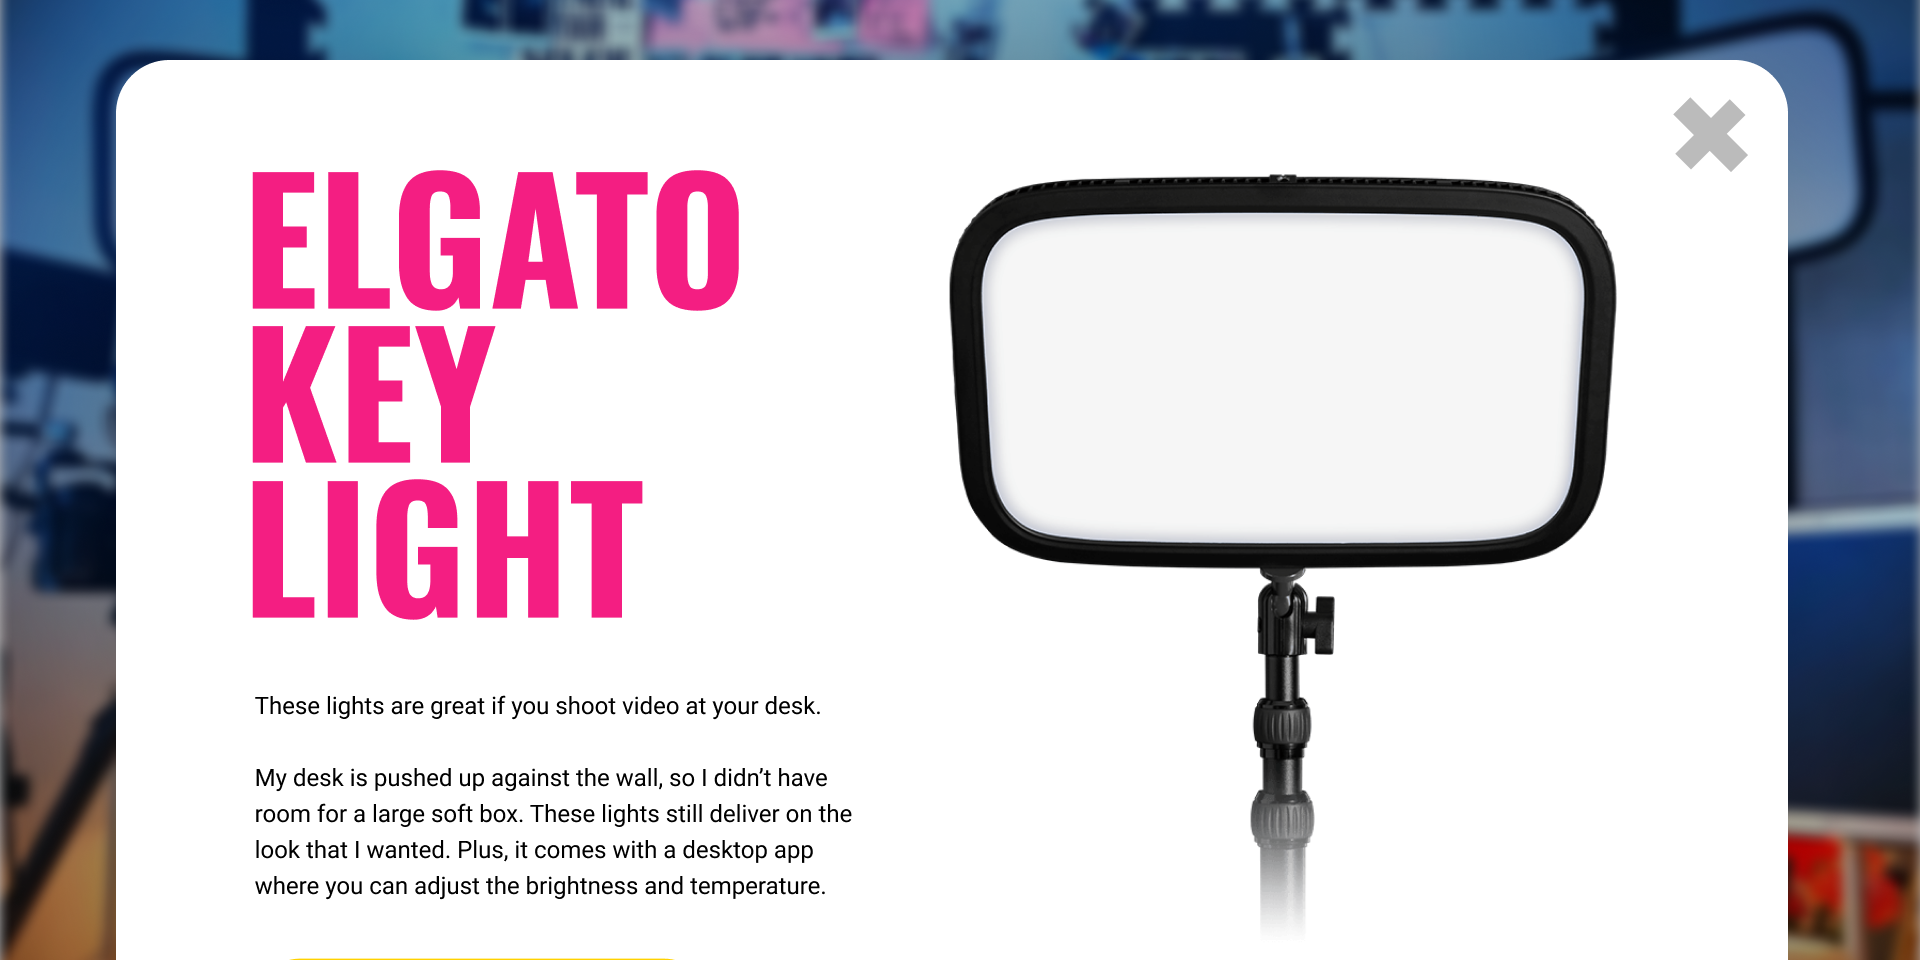 ELGATO
KEY
LIGHT
These lights are great if you shoot video at your desk.
My desk is pushed up against the wall, so I didn’t have
room for a large soft box. These lights still deliver on the
look that I wanted. Plus, it comes with a desktop app
where you can adjust the brightness and temperature.